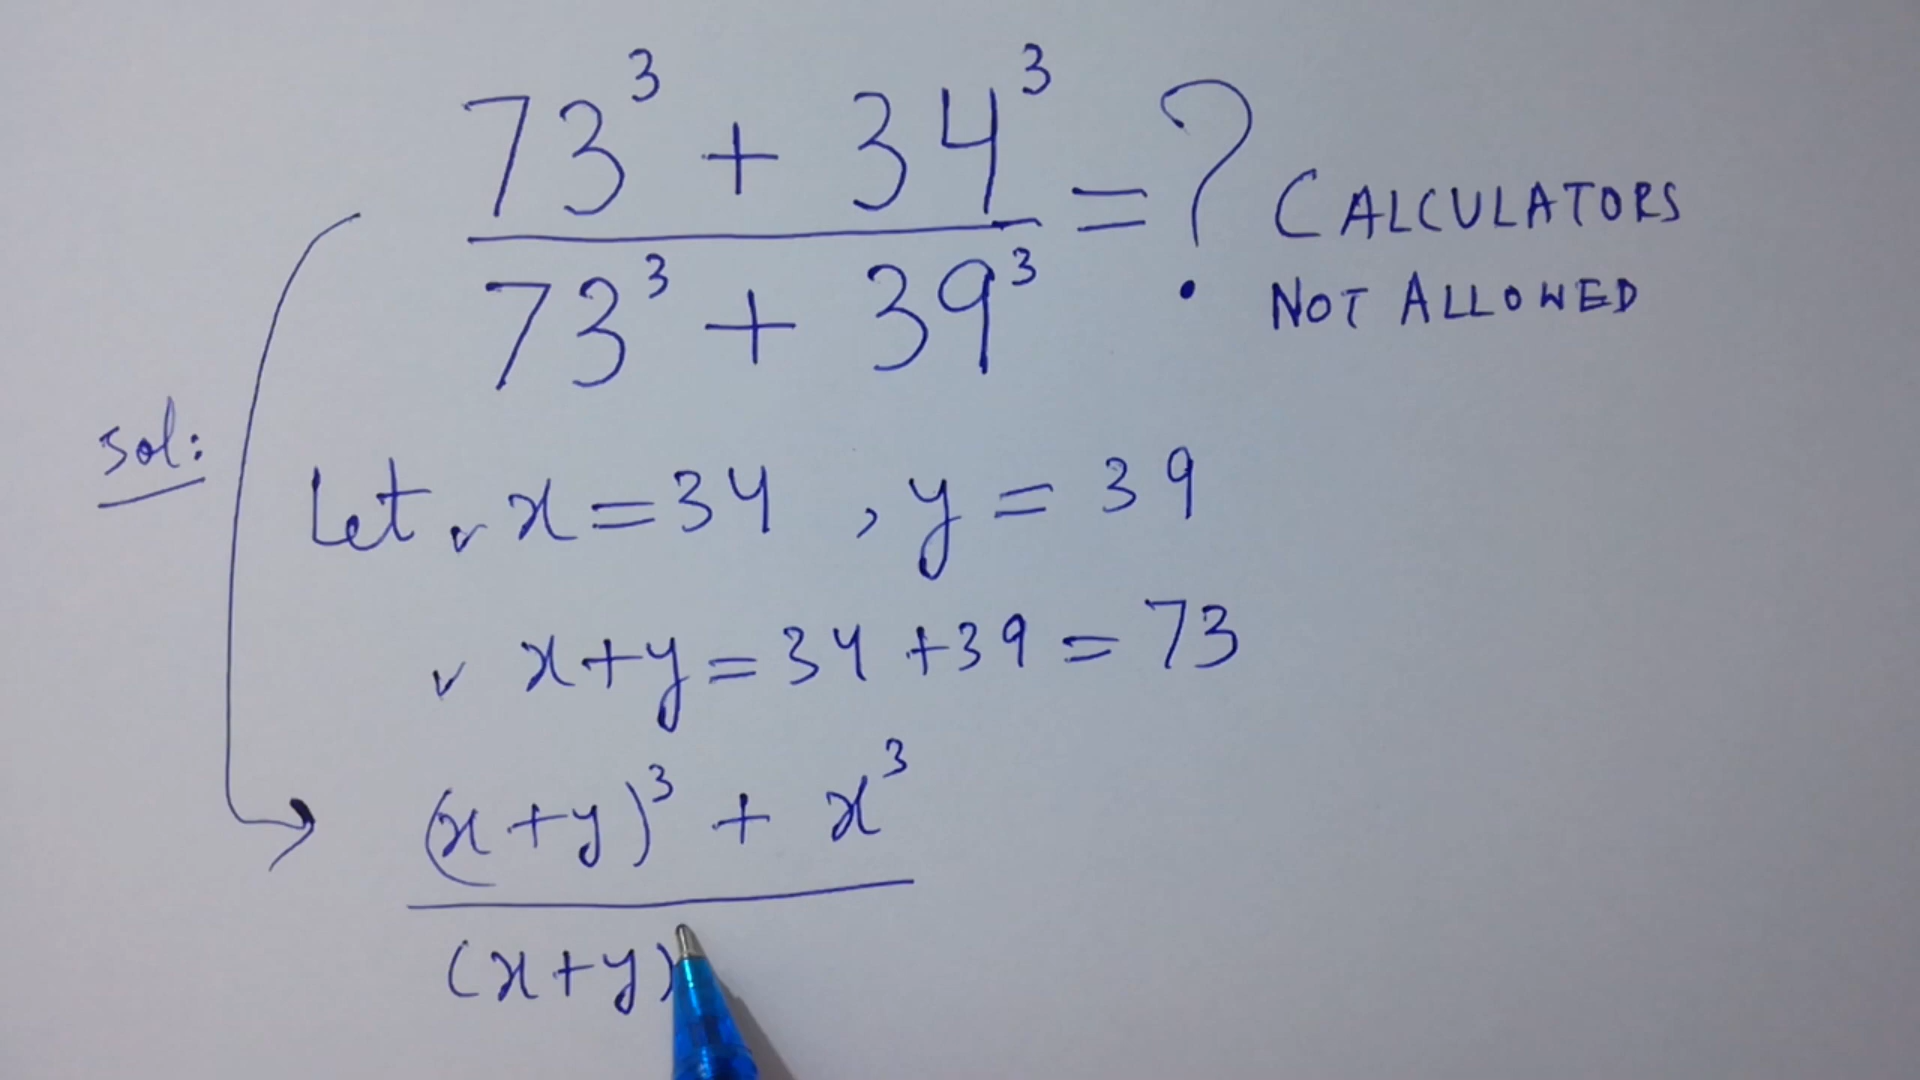 73³ + 34³
= ?
73³ + 39³
CALCULATORS
NOT ALLOWED
Sol:
Let x = 34 , y = 39
x + y = 34 + 39 = 73
(x + y)³ + x³
(x + y)